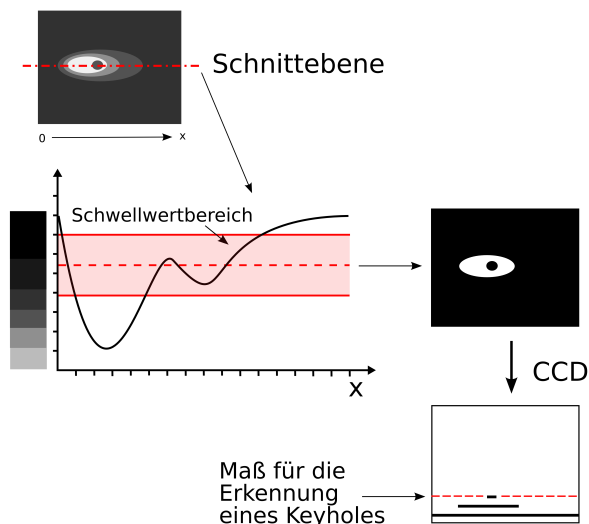 Schnittebene
0
x
Schwellwertbereich
x
CCD
Maß für die
Erkennung
eines Keyholes